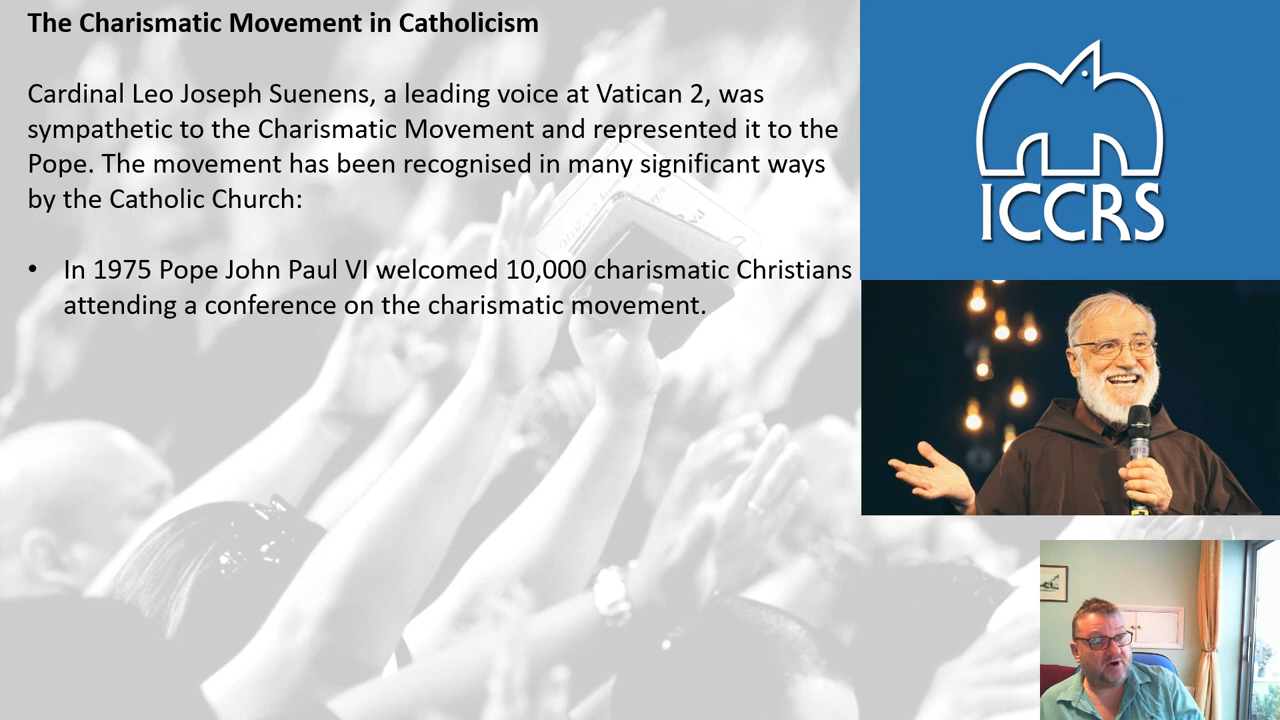 The Charismatic Movement in Catholicism
Cardinal Leo Joseph Suenens, a leading voice at Vatican 2, was
sympathetic to the Charismatic Movement and represented it to the
Pope. The movement has been recognised in many significant ways
by the Catholic Church:
• In 1975 Pope John Paul VI welcomed 10,000 charismatic Christians
attending a conference on the charismatic movement.
ICCRS